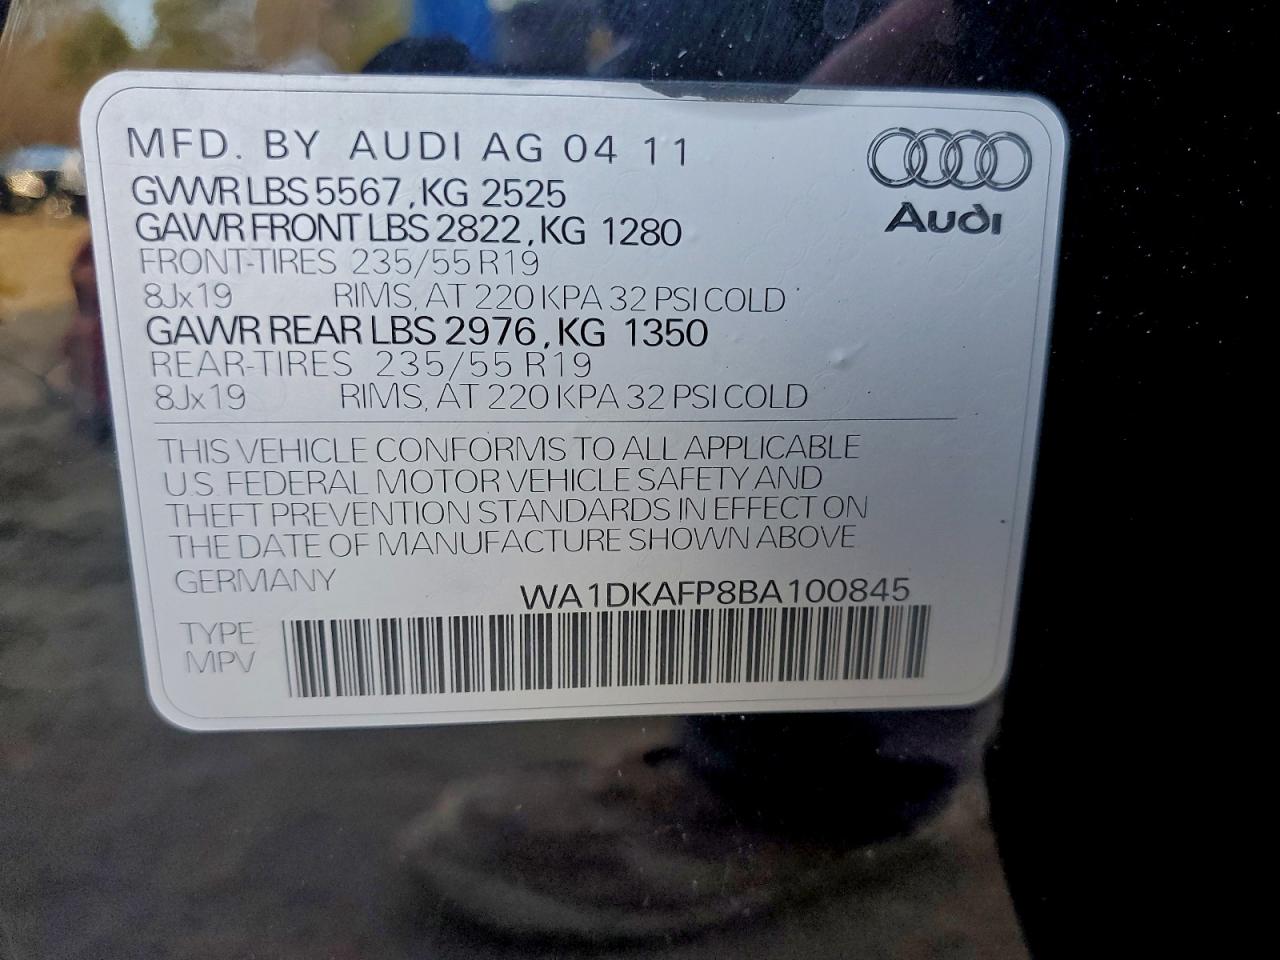 MFD. BY AUDI AG 04 11
GVWR LBS 5567, KG 2525
GAWR FRONT LBS 2822, KG 1280
FRONT-TIRES 235/55 R19
8Jx19 RIMS, AT 220 KPA 32 PSI COLD
GAWR REAR LBS 2976, KG 1350
REAR-TIRES 235/55 R19
8Jx19 RIMS, AT 220 KPA 32 PSI COLD
Audi
THIS VEHICLE CONFORMS TO ALL APPLICABLE
U.S. FEDERAL MOTOR VEHICLE SAFETY AND
THEFT PREVENTION STANDARDS IN EFFECT ON
THE DATE OF MANUFACTURE SHOWN ABOVE
GERMANY WA1DKAFP8BA100845
TYPE
MPV